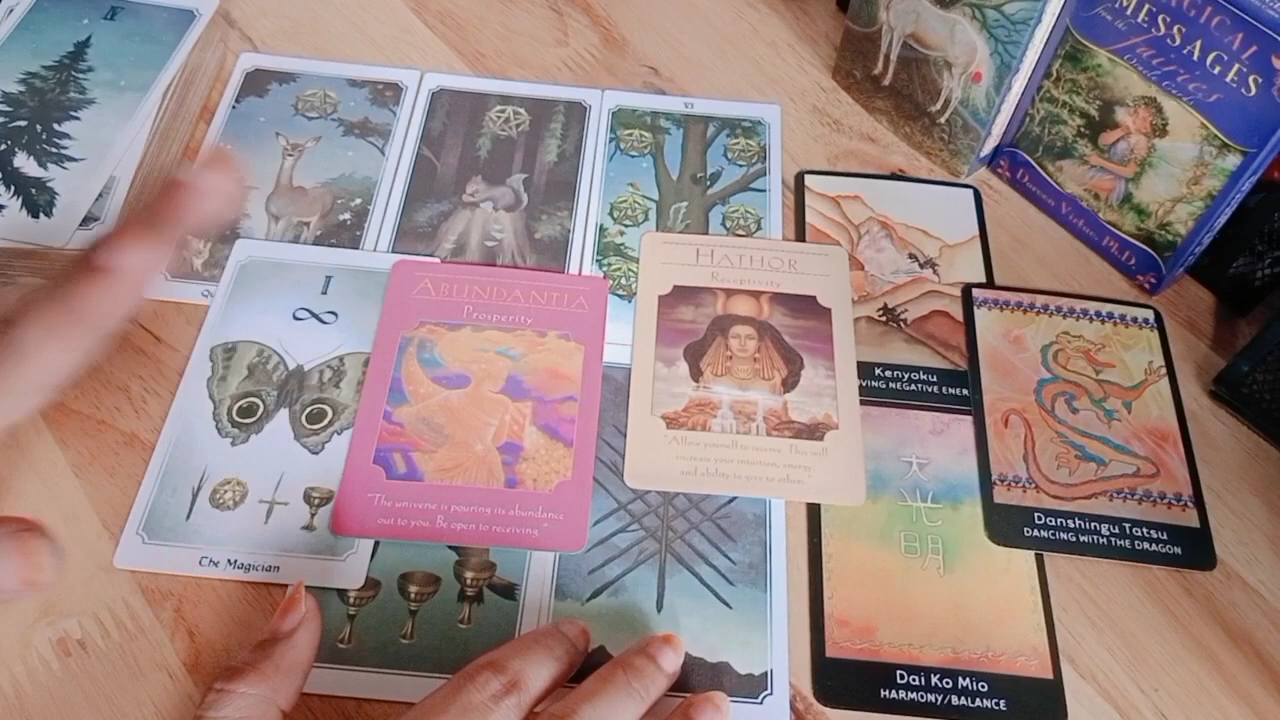 VI
I
∞
The Magician
ABUNDANTIA
Prosperity
"The universe is pouring its abundance
out to you. Be open to receiving."
HATHOR
Receptivity
"Allow yourself to receive. This will
increase your intuition, energy,
and ability to give to others."
Kenyoku
Danshingu Tatsu
DANCING WITH THE DRAGON
大
光
明
Dai Ko Mio
HARMONY/BALANCE
MESSAGES
from the
Fairies
Oracle Cards
Doreen Virtue, Ph.D.